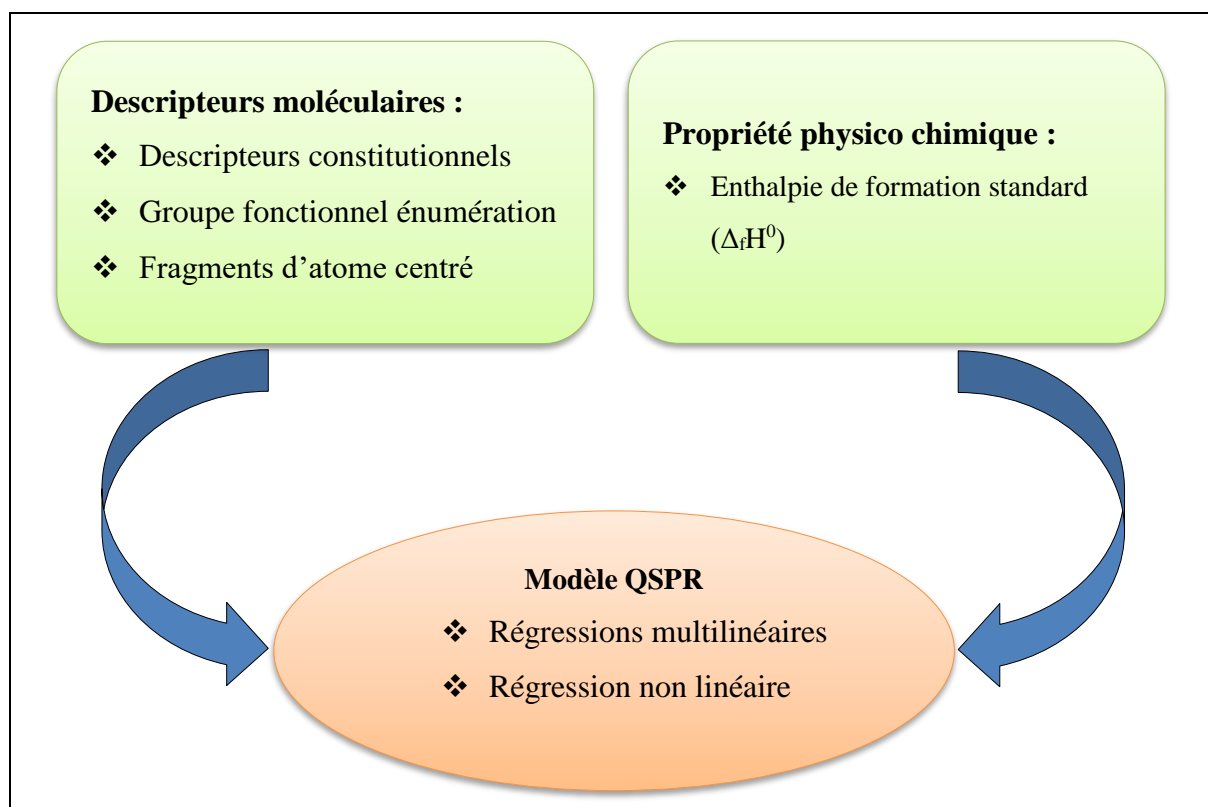 Descripteurs moléculaires :
❖ Descripteurs constitutionnels
❖ Groupe fonctionnel énumération
❖ Fragments d’atome centré
Propriété physico chimique :
❖ Enthalpie de formation standard
(ΔfH⁰)
Modèle QSPR
❖ Régressions multilinéaires
❖ Régression non linéaire